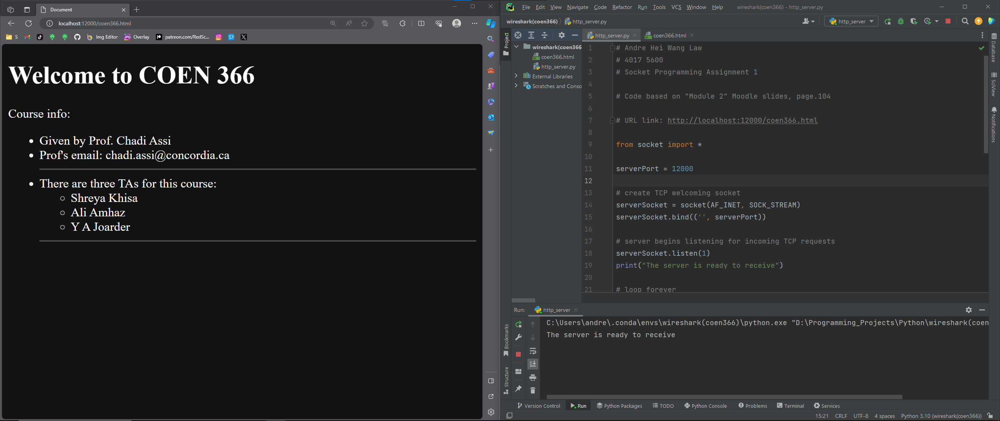 Document
localhost:12000/coen366.html
S
Img Editor
JPG
Overlay
patreon.com/RedSc...
Welcome to COEN 366
Course info:
Given by Prof. Chadi Assi
Prof's email: chadi.assi@concordia.ca
There are three TAs for this course:
Shreya Khisa
Ali Amhaz
Y A Joarder
File Edit View Navigate Code Refactor Run Tools VCS Window Help
wireshark(coen366) - http_server.py
wireshark(coen366) http_server.py
http_server
Project
http_server.py
coen366.html
wireshark(coen366
coen366.html
http_server.py
External Libraries
Scratches and Conso
1 # Andre Hei Wang Law
2 # 4017 5600
3 # Socket Programming Assignment 1
4
5 # Code based on "Module 2" Moodle slides, page.104
6
7 # URL link: http://localhost:12000/coen366.html
8
9 from socket import *
10
11 serverPort = 12000
12
13 # create TCP welcoming socket
14 serverSocket = socket(AF_INET, SOCK_STREAM)
15 serverSocket.bind(('', serverPort))
16
17 # server begins listening for incoming TCP requests
18 serverSocket.listen(1)
19 print("The server is ready to receive")
20
21 # loop forever
Database
SciView
Notifications
Run: http_server
C:\Users\andre\.conda\envs\wireshark(coen366)\python.exe "D:\Programming_Projects\Python\wireshark(coen
The server is ready to receive
Bookmarks
Structure
Version Control Run Python Packages TODO Python Console Problems Terminal Services
15:21 CRLF UTF-8 4 spaces Python 3.10 (wireshark(coen366))